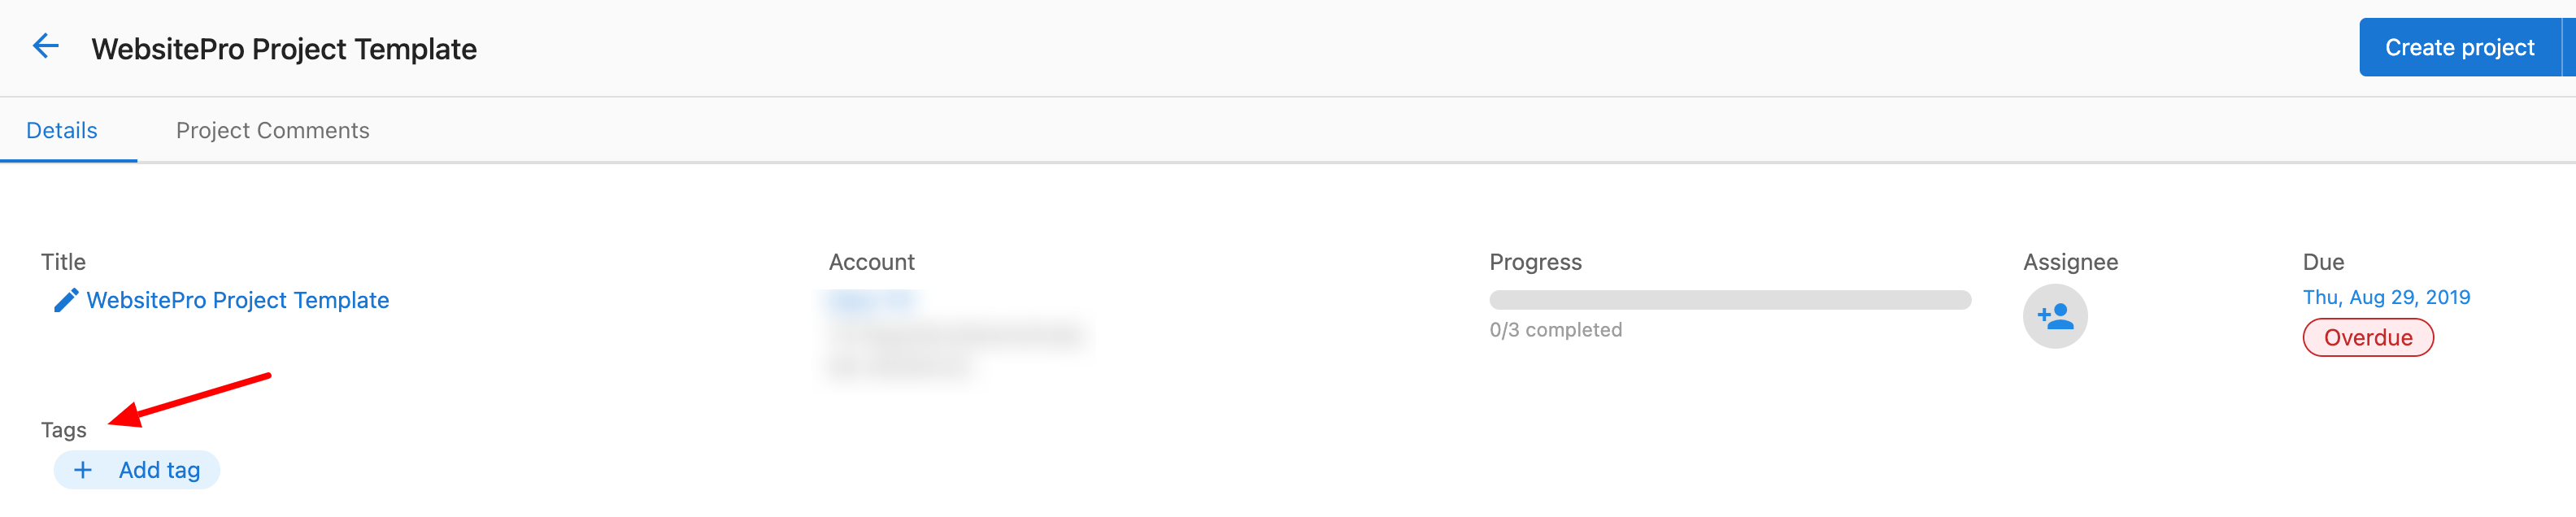 WebsitePro Project Template
Create project
Details
Project Comments
Title
WebsitePro Project Template
Account
Progress
0/3 completed
Assignee
Due
Thu, Aug 29, 2019
Overdue
Tags
+ Add tag